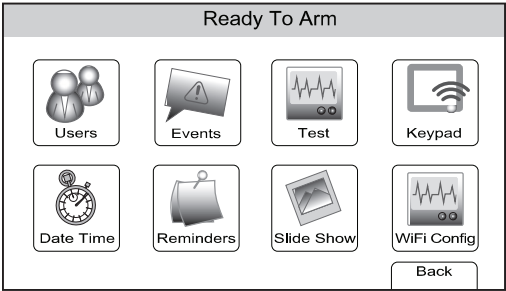 Ready To Arm
Users Events Test Keypad
Date Time Reminders Slide Show WiFi Config
Back